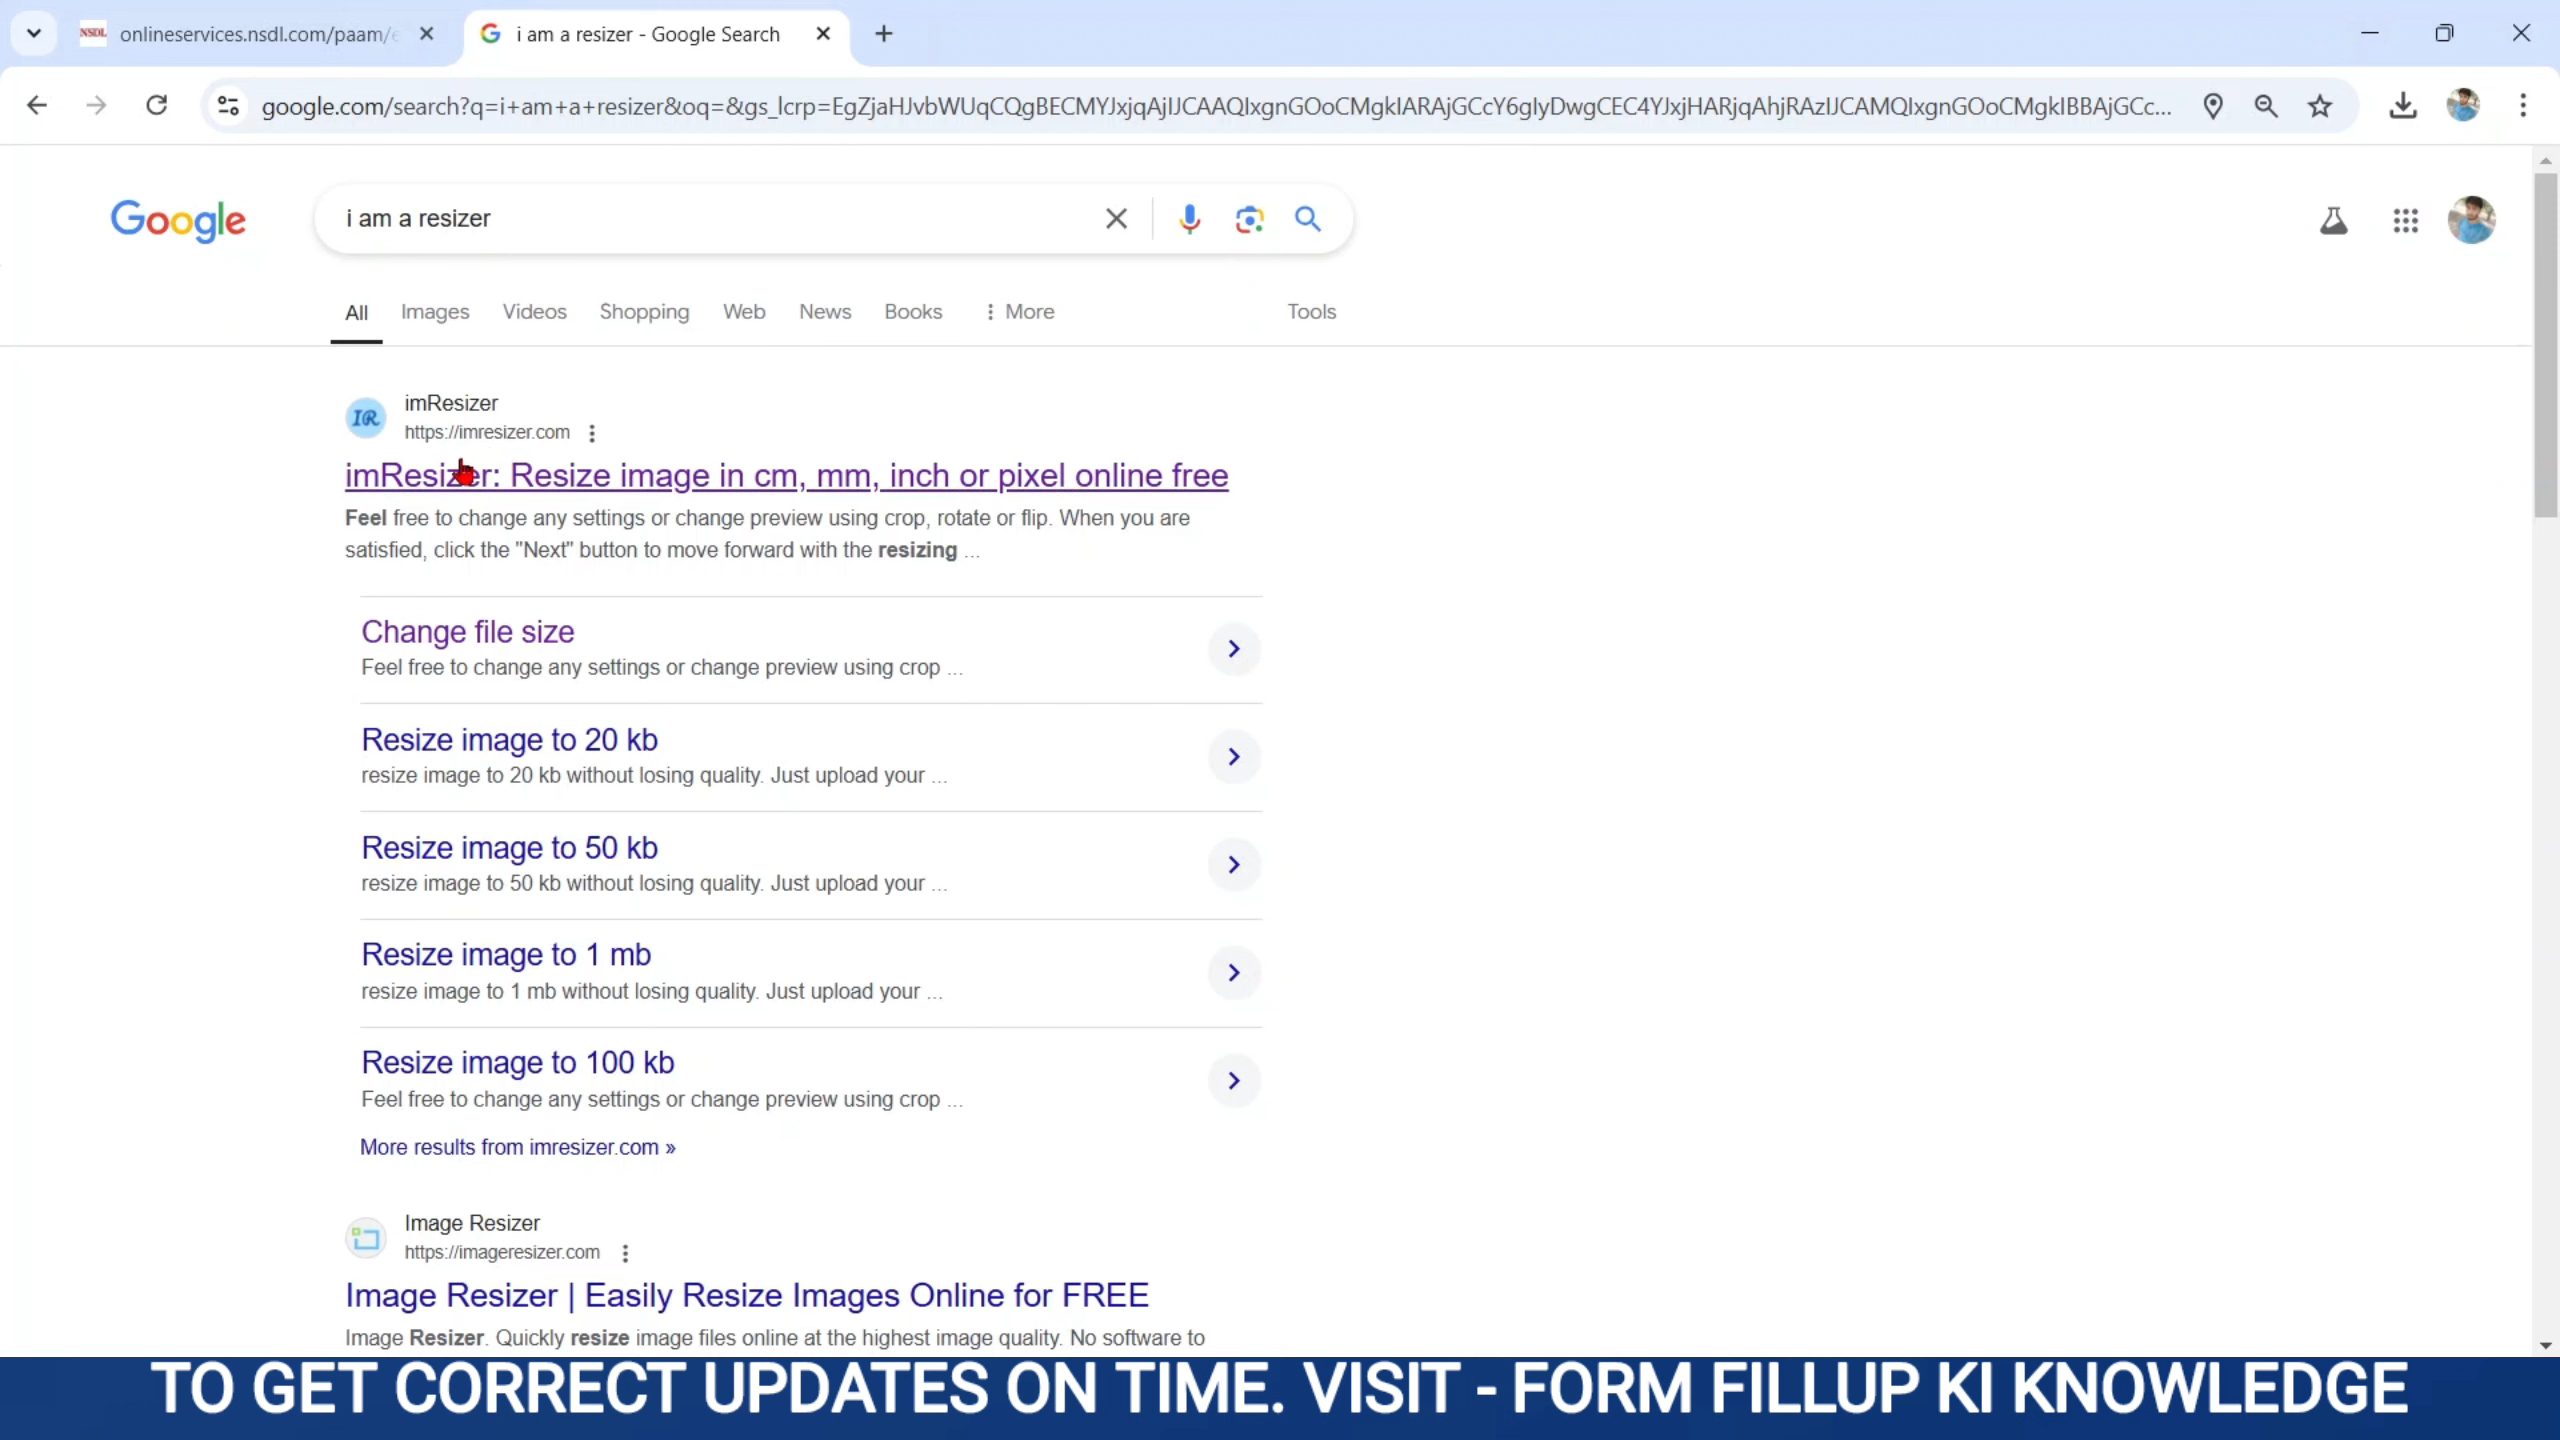 NSDL onlineservices.nsdl.com/paam/e
i am a resizer - Google Search
google.com/search?q=i+am+a+resizer&oq=&gs_lcrp=EgZjaHJvbWUqCQgBECMYJxjqAjIJCAAQIxgnGOoCMgkIARAjGCcY6gIyDwgCEC4YJxjHARjqAhjRAzIJCAMQIxgnGOoCMgkIBBAjGCc...
Google
i am a resizer
All Images Videos Shopping Web News Books More Tools
IR
imResizer
https://imresizer.com
imResizer: Resize image in cm, mm, inch or pixel online free
Feel free to change any settings or change preview using crop, rotate or flip. When you are
satisfied, click the "Next" button to move forward with the resizing ...
Change file size
Feel free to change any settings or change preview using crop ...
Resize image to 20 kb
resize image to 20 kb without losing quality. Just upload your ...
Resize image to 50 kb
resize image to 50 kb without losing quality. Just upload your ...
Resize image to 1 mb
resize image to 1 mb without losing quality. Just upload your ...
Resize image to 100 kb
Feel free to change any settings or change preview using crop ...
More results from imresizer.com »
Image Resizer
https://imageresizer.com
Image Resizer | Easily Resize Images Online for FREE
Image Resizer. Quickly resize image files online at the highest image quality. No software to
TO GET CORRECT UPDATES ON TIME. VISIT - FORM FILLUP KI KNOWLEDGE